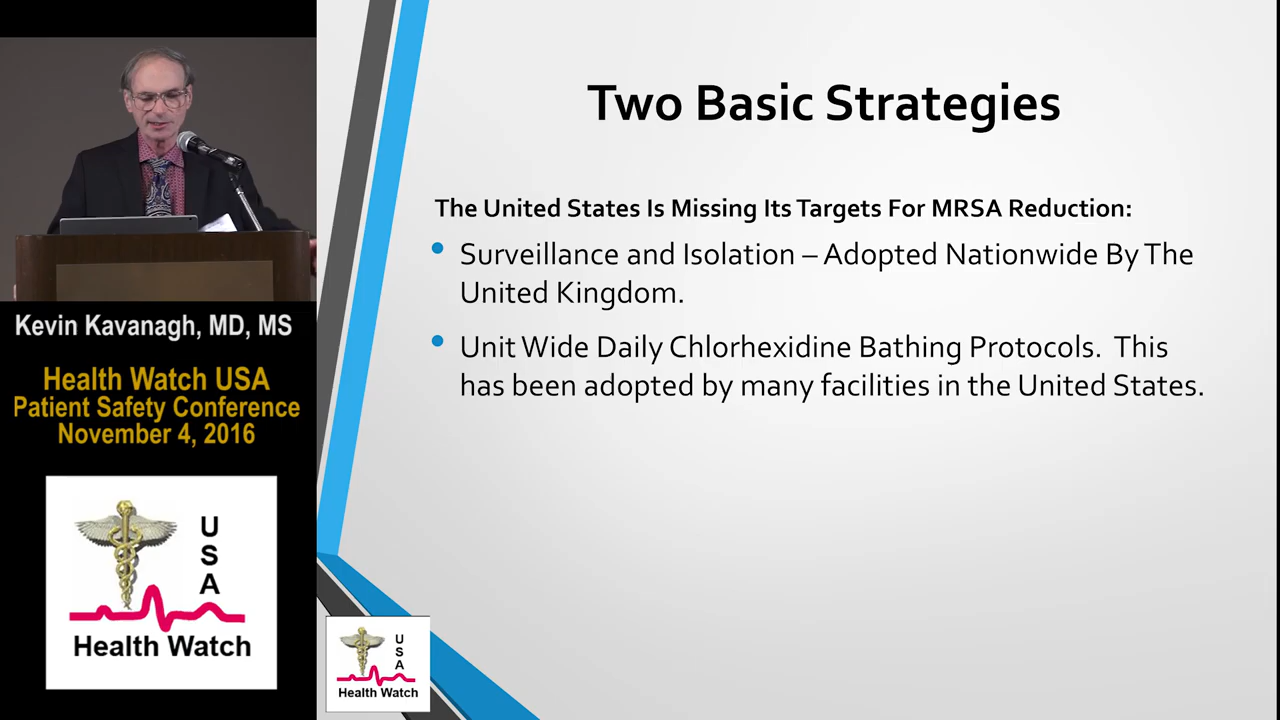 Two Basic Strategies
The United States Is Missing Its Targets For MRSA Reduction:
Surveillance and Isolation – Adopted Nationwide By The
United Kingdom.
Unit Wide Daily Chlorhexidine Bathing Protocols.  This
has been adopted by many facilities in the United States.
Kevin Kavanagh, MD, MS
Health Watch USA
Patient Safety Conference
November 4, 2016
U
S
A
Health Watch
U
S
A
Health Watch